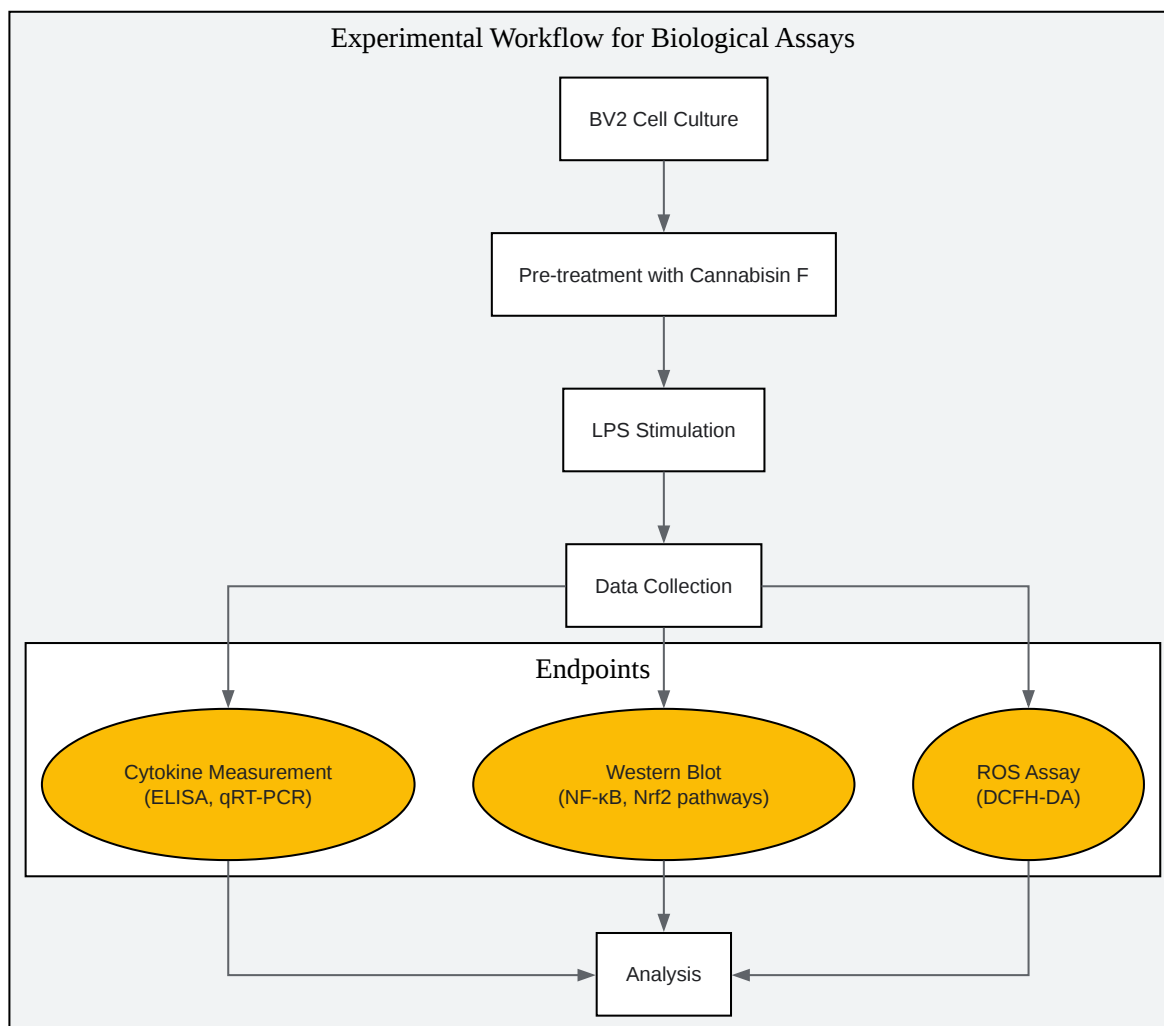 Experimental Workflow for Biological Assays
BV2 Cell Culture
Pre-treatment with Cannabisin F
LPS Stimulation
Data Collection
Endpoints
Cytokine Measurement
(ELISA, qRT-PCR)
Western Blot
(NF-κB, Nrf2 pathways)
ROS Assay
(DCFH-DA)
Analysis